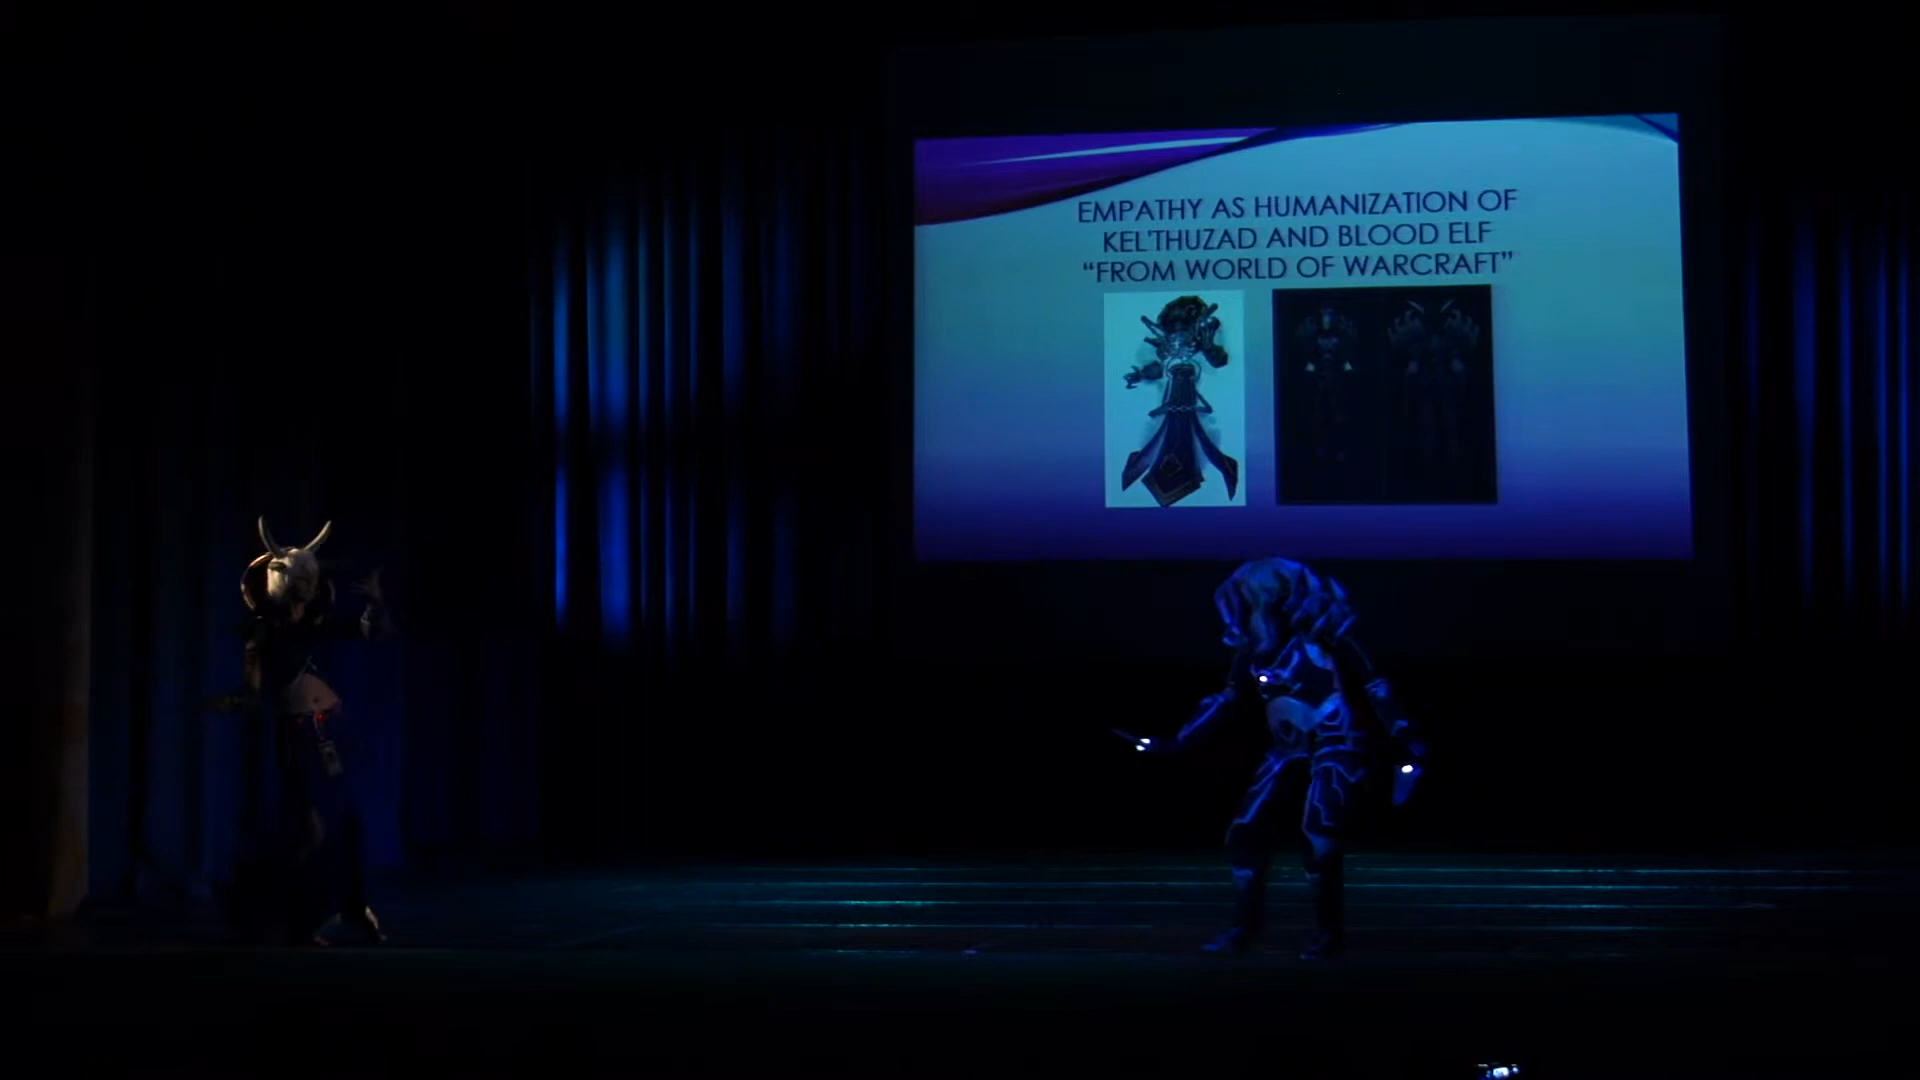 EMPATHY AS HUMANIZATION OF
KEL'THUZAD AND BLOOD ELF
“FROM WORLD OF WARCRAFT”